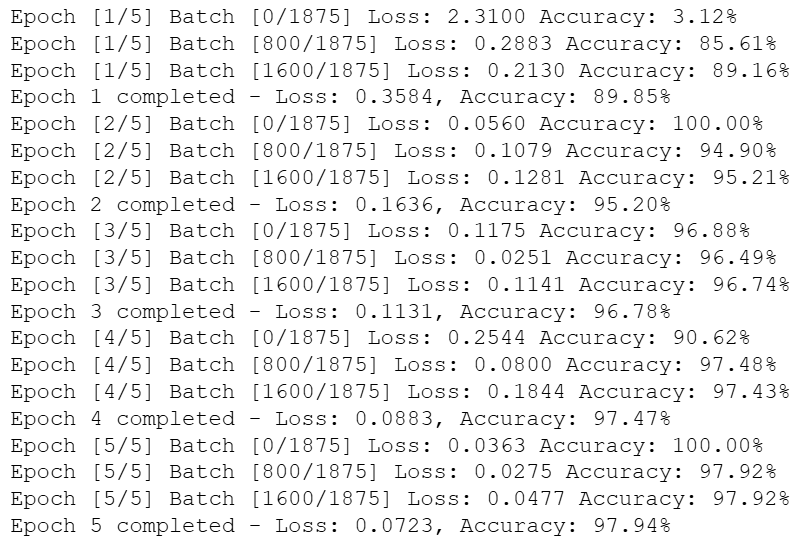 Epoch [1/5] Batch [0/1875] Loss: 2.3100 Accuracy: 3.12%
Epoch [1/5] Batch [800/1875] Loss: 0.2883 Accuracy: 85.61%
Epoch [1/5] Batch [1600/1875] Loss: 0.2130 Accuracy: 89.16%
Epoch 1 completed - Loss: 0.3584, Accuracy: 89.85%
Epoch [2/5] Batch [0/1875] Loss: 0.0560 Accuracy: 100.00%
Epoch [2/5] Batch [800/1875] Loss: 0.1079 Accuracy: 94.90%
Epoch [2/5] Batch [1600/1875] Loss: 0.1281 Accuracy: 95.21%
Epoch 2 completed - Loss: 0.1636, Accuracy: 95.20%
Epoch [3/5] Batch [0/1875] Loss: 0.1175 Accuracy: 96.88%
Epoch [3/5] Batch [800/1875] Loss: 0.0251 Accuracy: 96.49%
Epoch [3/5] Batch [1600/1875] Loss: 0.1141 Accuracy: 96.74%
Epoch 3 completed - Loss: 0.1131, Accuracy: 96.78%
Epoch [4/5] Batch [0/1875] Loss: 0.2544 Accuracy: 90.62%
Epoch [4/5] Batch [800/1875] Loss: 0.0800 Accuracy: 97.48%
Epoch [4/5] Batch [1600/1875] Loss: 0.1844 Accuracy: 97.43%
Epoch 4 completed - Loss: 0.0883, Accuracy: 97.47%
Epoch [5/5] Batch [0/1875] Loss: 0.0363 Accuracy: 100.00%
Epoch [5/5] Batch [800/1875] Loss: 0.0275 Accuracy: 97.92%
Epoch [5/5] Batch [1600/1875] Loss: 0.0477 Accuracy: 97.92%
Epoch 5 completed - Loss: 0.0723, Accuracy: 97.94%